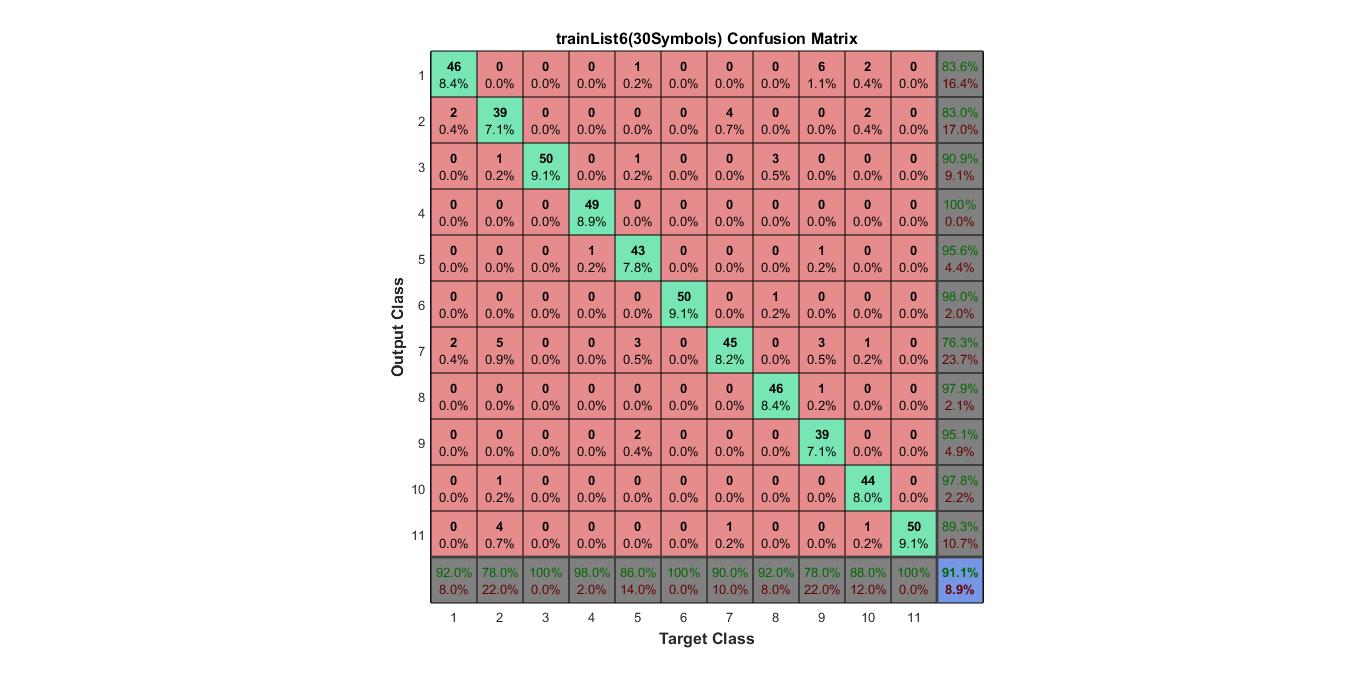 trainList6(30Symbols) Confusion Matrix
1 46 0 0 0 1 0 0 0 6 2 0 83.6%
8.4% 0.0% 0.0% 0.0% 0.2% 0.0% 0.0% 0.0% 1.1% 0.4% 0.0% 16.4%
2 2 39 0 0 0 0 4 0 0 2 0 83.0%
0.4% 7.1% 0.0% 0.0% 0.0% 0.0% 0.7% 0.0% 0.0% 0.4% 0.0% 17.0%
3 0 1 50 0 1 0 0 3 0 0 0 90.9%
0.0% 0.2% 9.1% 0.0% 0.2% 0.0% 0.0% 0.5% 0.0% 0.0% 0.0% 9.1%
4 0 0 0 49 0 0 0 0 0 0 0 100%
0.0% 0.0% 0.0% 8.9% 0.0% 0.0% 0.0% 0.0% 0.0% 0.0% 0.0% 0.0%
5 0 0 0 1 43 0 0 0 1 0 0 95.6%
0.0% 0.0% 0.0% 0.2% 7.8% 0.0% 0.0% 0.0% 0.2% 0.0% 0.0% 4.4%
6 0 0 0 0 0 50 0 1 0 0 0 98.0%
0.0% 0.0% 0.0% 0.0% 0.0% 9.1% 0.0% 0.2% 0.0% 0.0% 0.0% 2.0%
7 2 5 0 0 3 0 45 0 3 1 0 76.3%
0.4% 0.9% 0.0% 0.0% 0.5% 0.0% 8.2% 0.0% 0.5% 0.2% 0.0% 23.7%
8 0 0 0 0 0 0 0 46 1 0 0 97.9%
0.0% 0.0% 0.0% 0.0% 0.0% 0.0% 0.0% 8.4% 0.2% 0.0% 0.0% 2.1%
9 0 0 0 0 2 0 0 0 39 0 0 95.1%
0.0% 0.0% 0.0% 0.0% 0.4% 0.0% 0.0% 0.0% 7.1% 0.0% 0.0% 4.9%
10 0 1 0 0 0 0 0 0 0 44 0 97.8%
0.0% 0.2% 0.0% 0.0% 0.0% 0.0% 0.0% 0.0% 0.0% 8.0% 0.0% 2.2%
11 0 4 0 0 0 0 1 0 0 1 50 89.3%
0.0% 0.7% 0.0% 0.0% 0.0% 0.0% 0.2% 0.0% 0.0% 0.2% 9.1% 10.7%
92.0% 78.0% 100% 98.0% 86.0% 100% 90.0% 92.0% 78.0% 88.0% 100% 91.1%
8.0% 22.0% 0.0% 2.0% 14.0% 0.0% 10.0% 8.0% 22.0% 12.0% 0.0% 8.9%
1 2 3 4 5 6 7 8 9 10 11
Target Class
Output Class